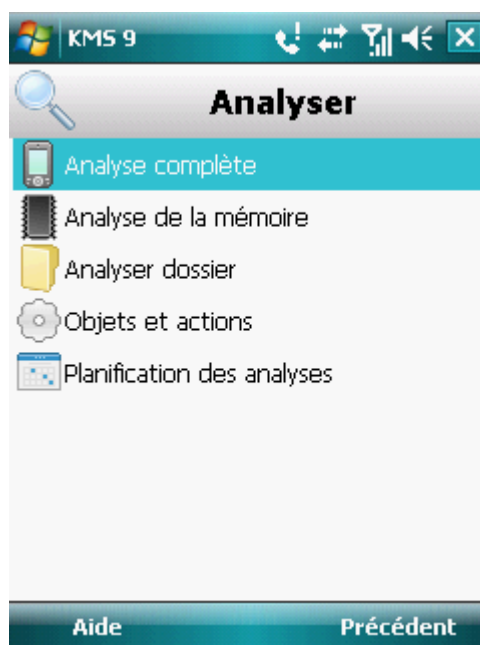 KMS 9
Analyser
Analyse complète
Analyse de la mémoire
Analyser dossier
Objets et actions
Planification des analyses
Aide
Précédent